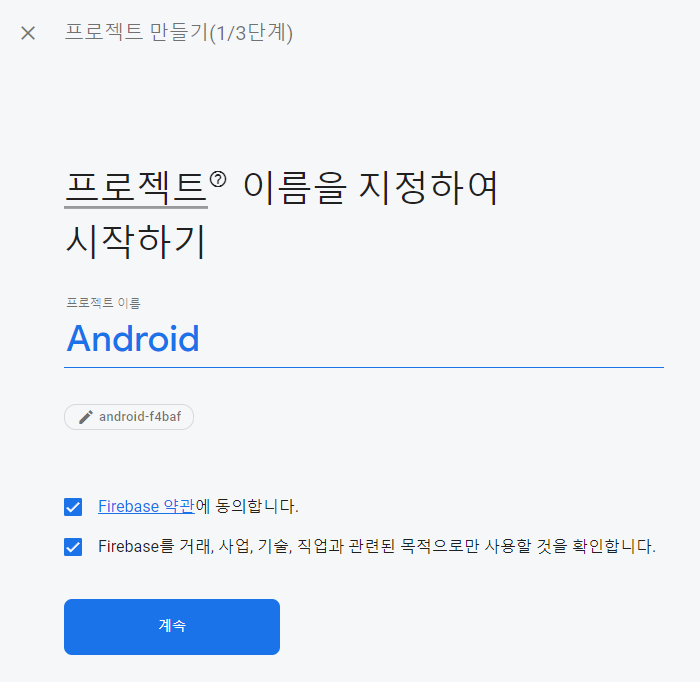 프로젝트 만들기(1/3단계)
프로젝트? 이름을 지정하여
시작하기
프로젝트 이름
Android
android-f4baf
Firebase 약관에 동의합니다.
Firebase를 거래, 사업, 기술, 직업과 관련된 목적으로만 사용할 것을 확인합니다.
계속